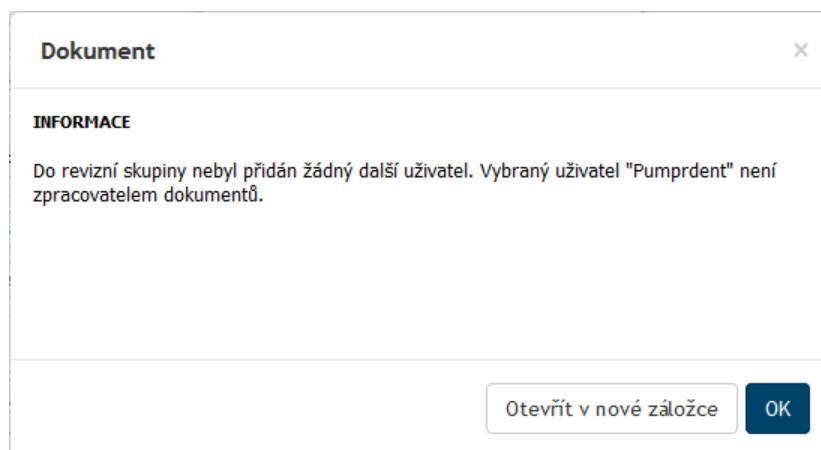 Dokument
×
INFORMACE
Do revizní skupiny nebyl přidán žádný další uživatel. Vybraný uživatel "Pumprdent" není
zpracovatelem dokumentů.
Otevřít v nové záložce
OK